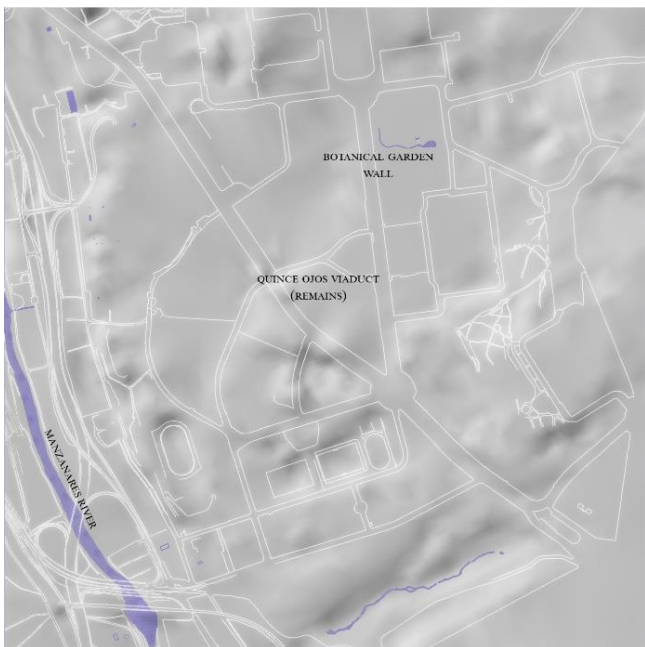 BOTANICAL GARDEN
WALL
QUINCE OJOS VIADUCT
(REMAINS)
MANZANARES RIVER